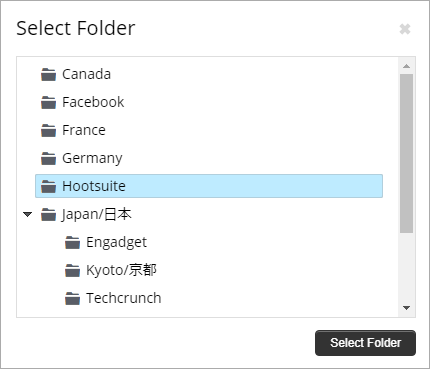 Select Folder
Canada
Facebook
France
Germany
Hootsuite
Japan/日本
Engadget
Kyoto/京都
Techcrunch
Select Folder